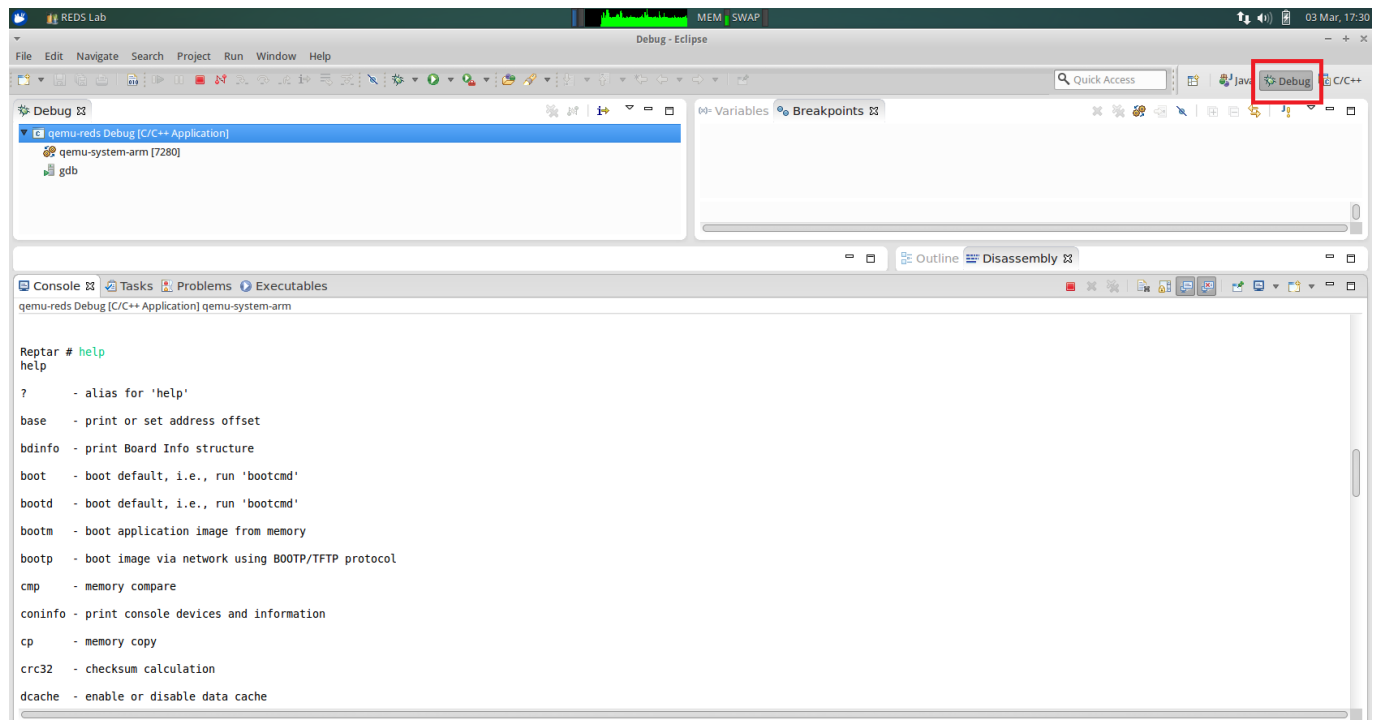 REDS Lab MEM SWAP 03 Mar, 17:30
Debug - Eclipse
File Edit Navigate Search Project Run Window Help
Quick Access Java Debug C/C++
Debug
Variables Breakpoints
qemu-reds Debug [C/C++ Application]
qemu-system-arm [7280]
gdb
Outline Disassembly
Console Tasks Problems Executables
qemu-reds Debug [C/C++ Application] qemu-system-arm
Reptar # help
help
? - alias for 'help'
base - print or set address offset
bdinfo - print Board Info structure
boot - boot default, i.e., run 'bootcmd'
bootd - boot default, i.e., run 'bootcmd'
bootm - boot application image from memory
bootp - boot image via network using BOOTP/TFTP protocol
cmp - memory compare
coninfo - print console devices and information
cp - memory copy
crc32 - checksum calculation
dcache - enable or disable data cache